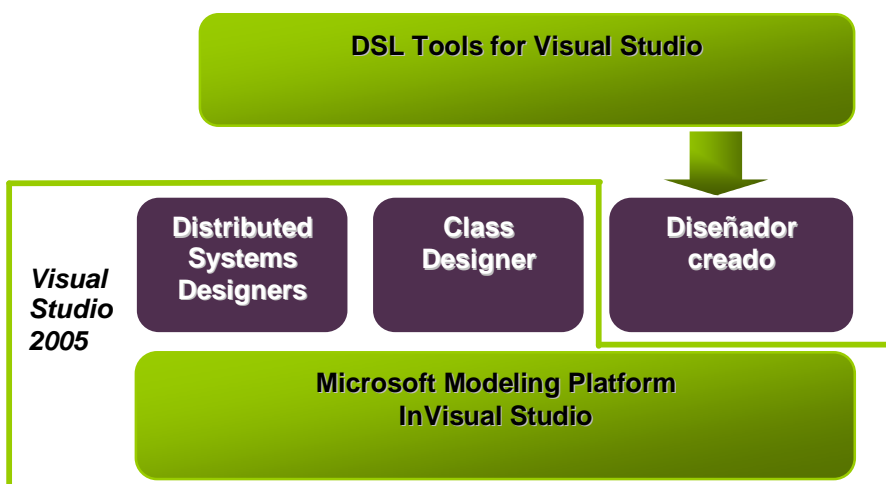 DSL Tools for Visual Studio
Distributed
Systems
Designers
Class
Designer
Diseñador
creado
Visual
Studio
2005
Microsoft Modeling Platform
InVisual Studio